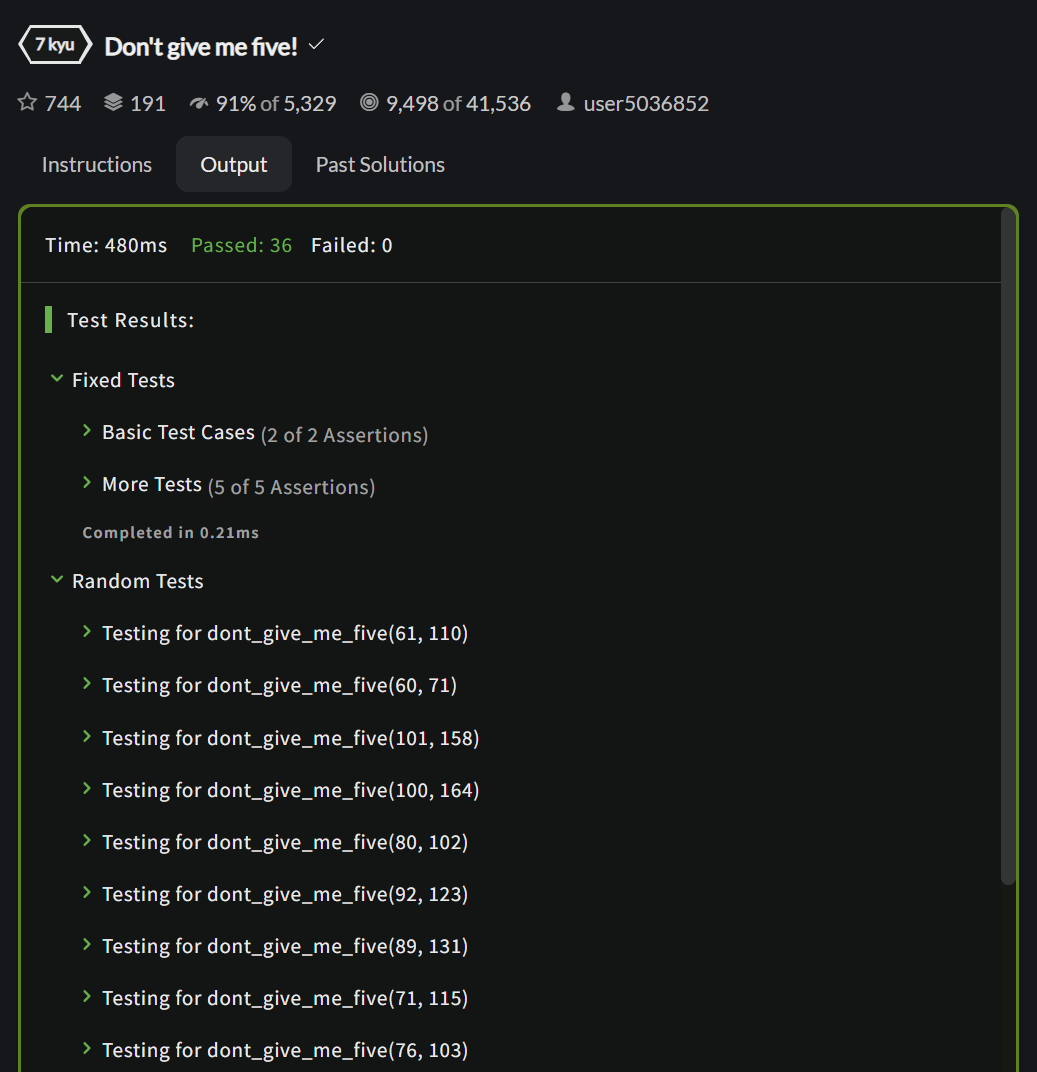 7 kyu Don't give me five!
744 191 91% of 5,329 9,498 of 41,536 user5036852
Instructions Output Past Solutions
Time: 480ms Passed: 36 Failed: 0
Test Results:
Fixed Tests
Basic Test Cases (2 of 2 Assertions)
More Tests (5 of 5 Assertions)
Completed in 0.21ms
Random Tests
Testing for dont_give_me_five(61, 110)
Testing for dont_give_me_five(60, 71)
Testing for dont_give_me_five(101, 158)
Testing for dont_give_me_five(100, 164)
Testing for dont_give_me_five(80, 102)
Testing for dont_give_me_five(92, 123)
Testing for dont_give_me_five(89, 131)
Testing for dont_give_me_five(71, 115)
Testing for dont_give_me_five(76, 103)